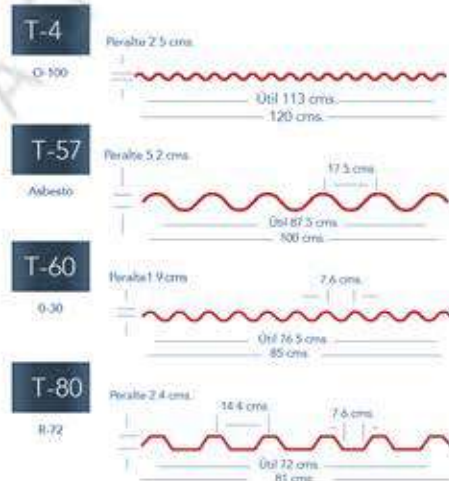 T-4
Peralte 2.5 cms.
O-100
Útil 113 cms.
120 cms.
T-57
Peralte 5.2 cms.
17.5 cms.
Asbesto
Útil 87.5 cms.
100 cms.
T-60
Peralte1.9 cms
7.6 cms.
0-30
Útil 76.5 cms.
85 cms.
T-80
Peralte 2.4 cms.
14.4 cms.
7.6 cms.
R-72
Útil 72 cms.
81 cms.